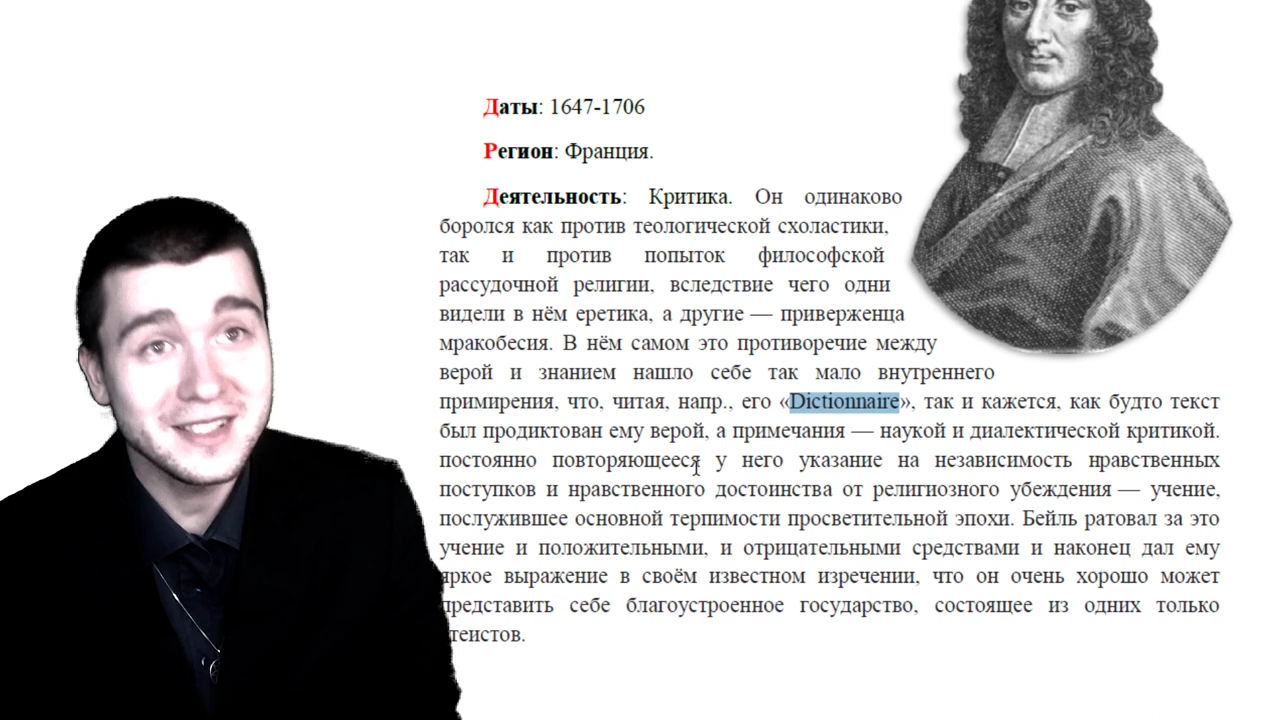 Даты: 1647-1706
Регион: Франция.
Деятельность: Критика. Он одинаково
боролся как против теологической схоластики,
так и против попыток философской
рассудочной религии, вследствие чего одни
видели в нём еретика, а другие — приверженца
мракобесия. В нём самом это противоречие между
верой и знанием нашло себе так мало внутреннего
примирения, что, читая, напр., его «Dictionnaire», так и кажется, как будто текст
был продиктован ему верой, а примечания — наукой и диалектической критикой.
постоянно повторяющееся у него указание на независимость нравственных
поступков и нравственного достоинства от религиозного убеждения — учение,
послужившее основной терпимости просветительной эпохи. Бейль ратовал за это
учение и положительными, и отрицательными средствами и наконец дал ему
яркое выражение в своём известном изречении, что он очень хорошо может
представить себе благоустроенное государство, состоящее из одних только
теистов.